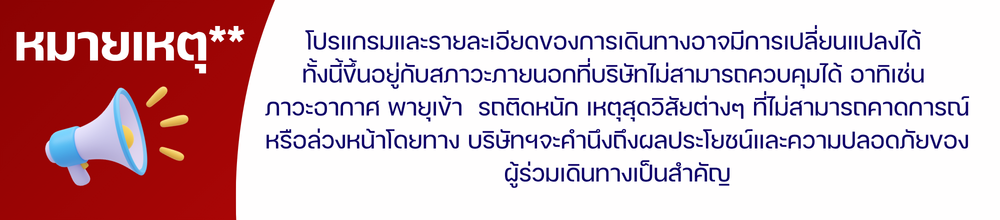 หมายเหตุ**
โปรแกรมและรายละเอียดของการเดินทางอาจมีการเปลี่ยนแปลงได้
ทั้งนี้ขึ้นอยู่กับสภาวะภายนอกที่บริษัทไม่สามารถควบคุมได้ อาทิเช่น
ภาวะอากาศ พายุเข้า รถติดหนัก เหตุสุดวิสัยต่างๆ ที่ไม่สามารถคาดการณ์
หรือล่วงหน้าโดยทาง บริษัทฯจะคำนึงถึงผลประโยชน์และความปลอดภัยของ
ผู้ร่วมเดินทางเป็นสำคัญ